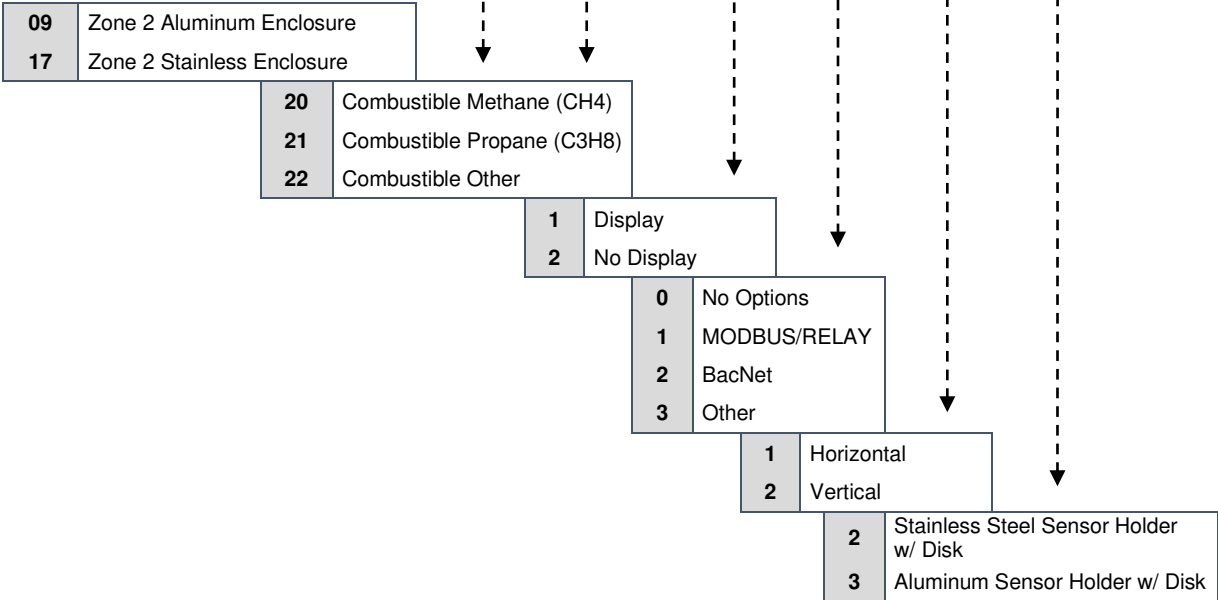 09 Zone 2 Aluminum Enclosure
17 Zone 2 Stainless Enclosure
20 Combustible Methane (CH4)
21 Combustible Propane (C3H8)
22 Combustible Other
1 Display
2 No Display
0 No Options
1 MODBUS/RELAY
2 BacNet
3 Other
1 Horizontal
2 Vertical
2 Stainless Steel Sensor Holder
w/ Disk
3 Aluminum Sensor Holder w/ Disk